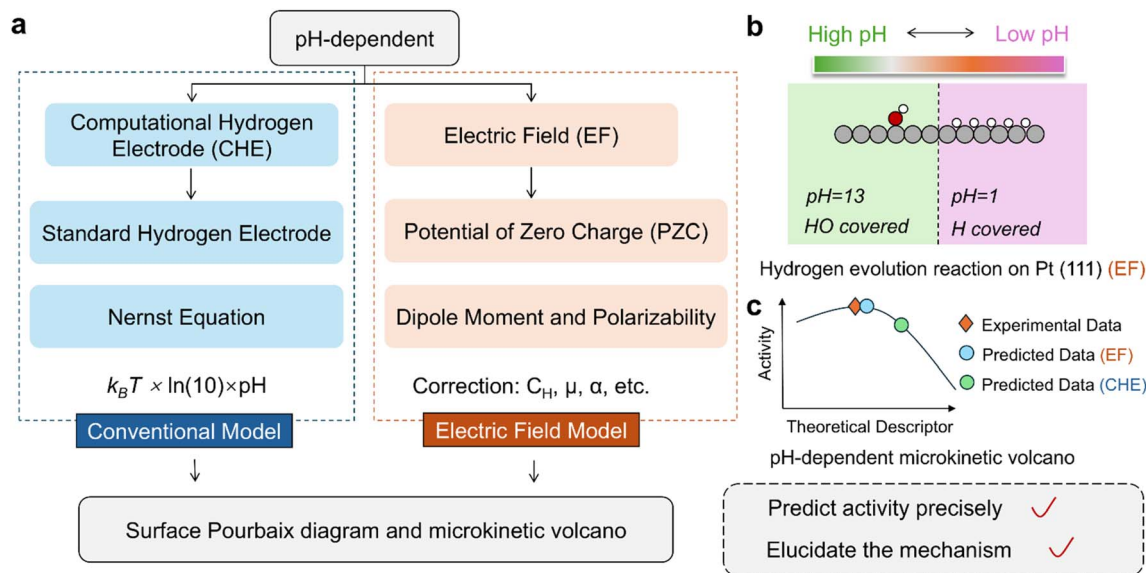 a
pH-dependent
Computational Hydrogen
Electrode (CHE)
Standard Hydrogen Electrode
Nernst Equation
k_BT × ln(10)×pH
Conventional Model
Electric Field (EF)
Potential of Zero Charge (PZC)
Dipole Moment and Polarizability
Correction: C_H, μ, α, etc.
Electric Field Model
Surface Pourbaix diagram and microkinetic volcano
b
High pH Low pH
pH=13
HO covered
pH=1
H covered
Hydrogen evolution reaction on Pt (111) (EF)
c
Activity
Theoretical Descriptor
Experimental Data
Predicted Data (EF)
Predicted Data (CHE)
pH-dependent microkinetic volcano
Predict activity precisely
Elucidate the mechanism